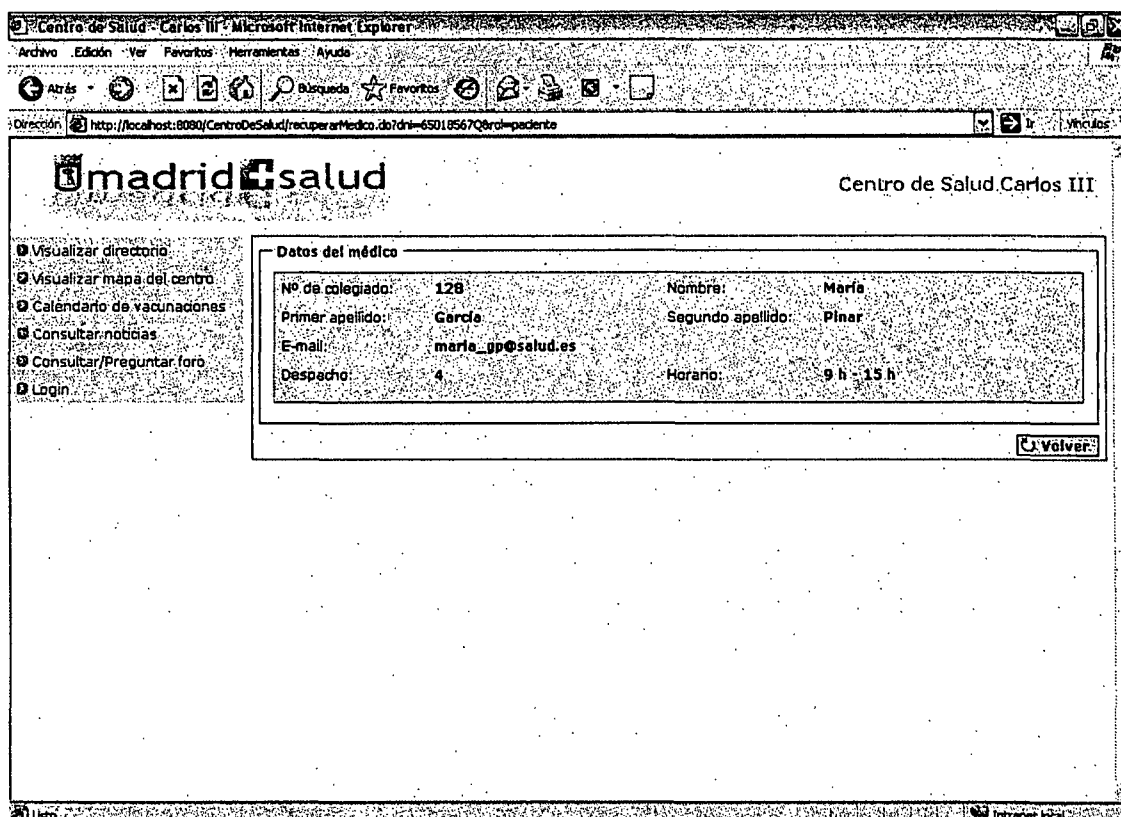 Centro de Salud - Carlos III - Microsoft Internet Explorer
Archivo Edición Ver Favoritos Herramientas Ayuda
Atrás Búsqueda Favoritos
Dirección http://localhost:8080/CentroDeSalud/recuperarMedico.do?dni=65018567Q&rol=paciente Ir Vínculos
madrid salud
Centro de Salud Carlos III
Visualizar directorio
Visualizar mapa del centro
Calendario de vacunaciones
Consultar noticias
Consultar/Preguntar foro
Login
Datos del médico
Nº de colegiado: 128 Nombre: María
Primer apellido: García Segundo apellido: Pinar
E-mail: maria_gp@salud.es
Despacho: 4 Horario: 9 h - 15 h
Volver
Listo Intranet local